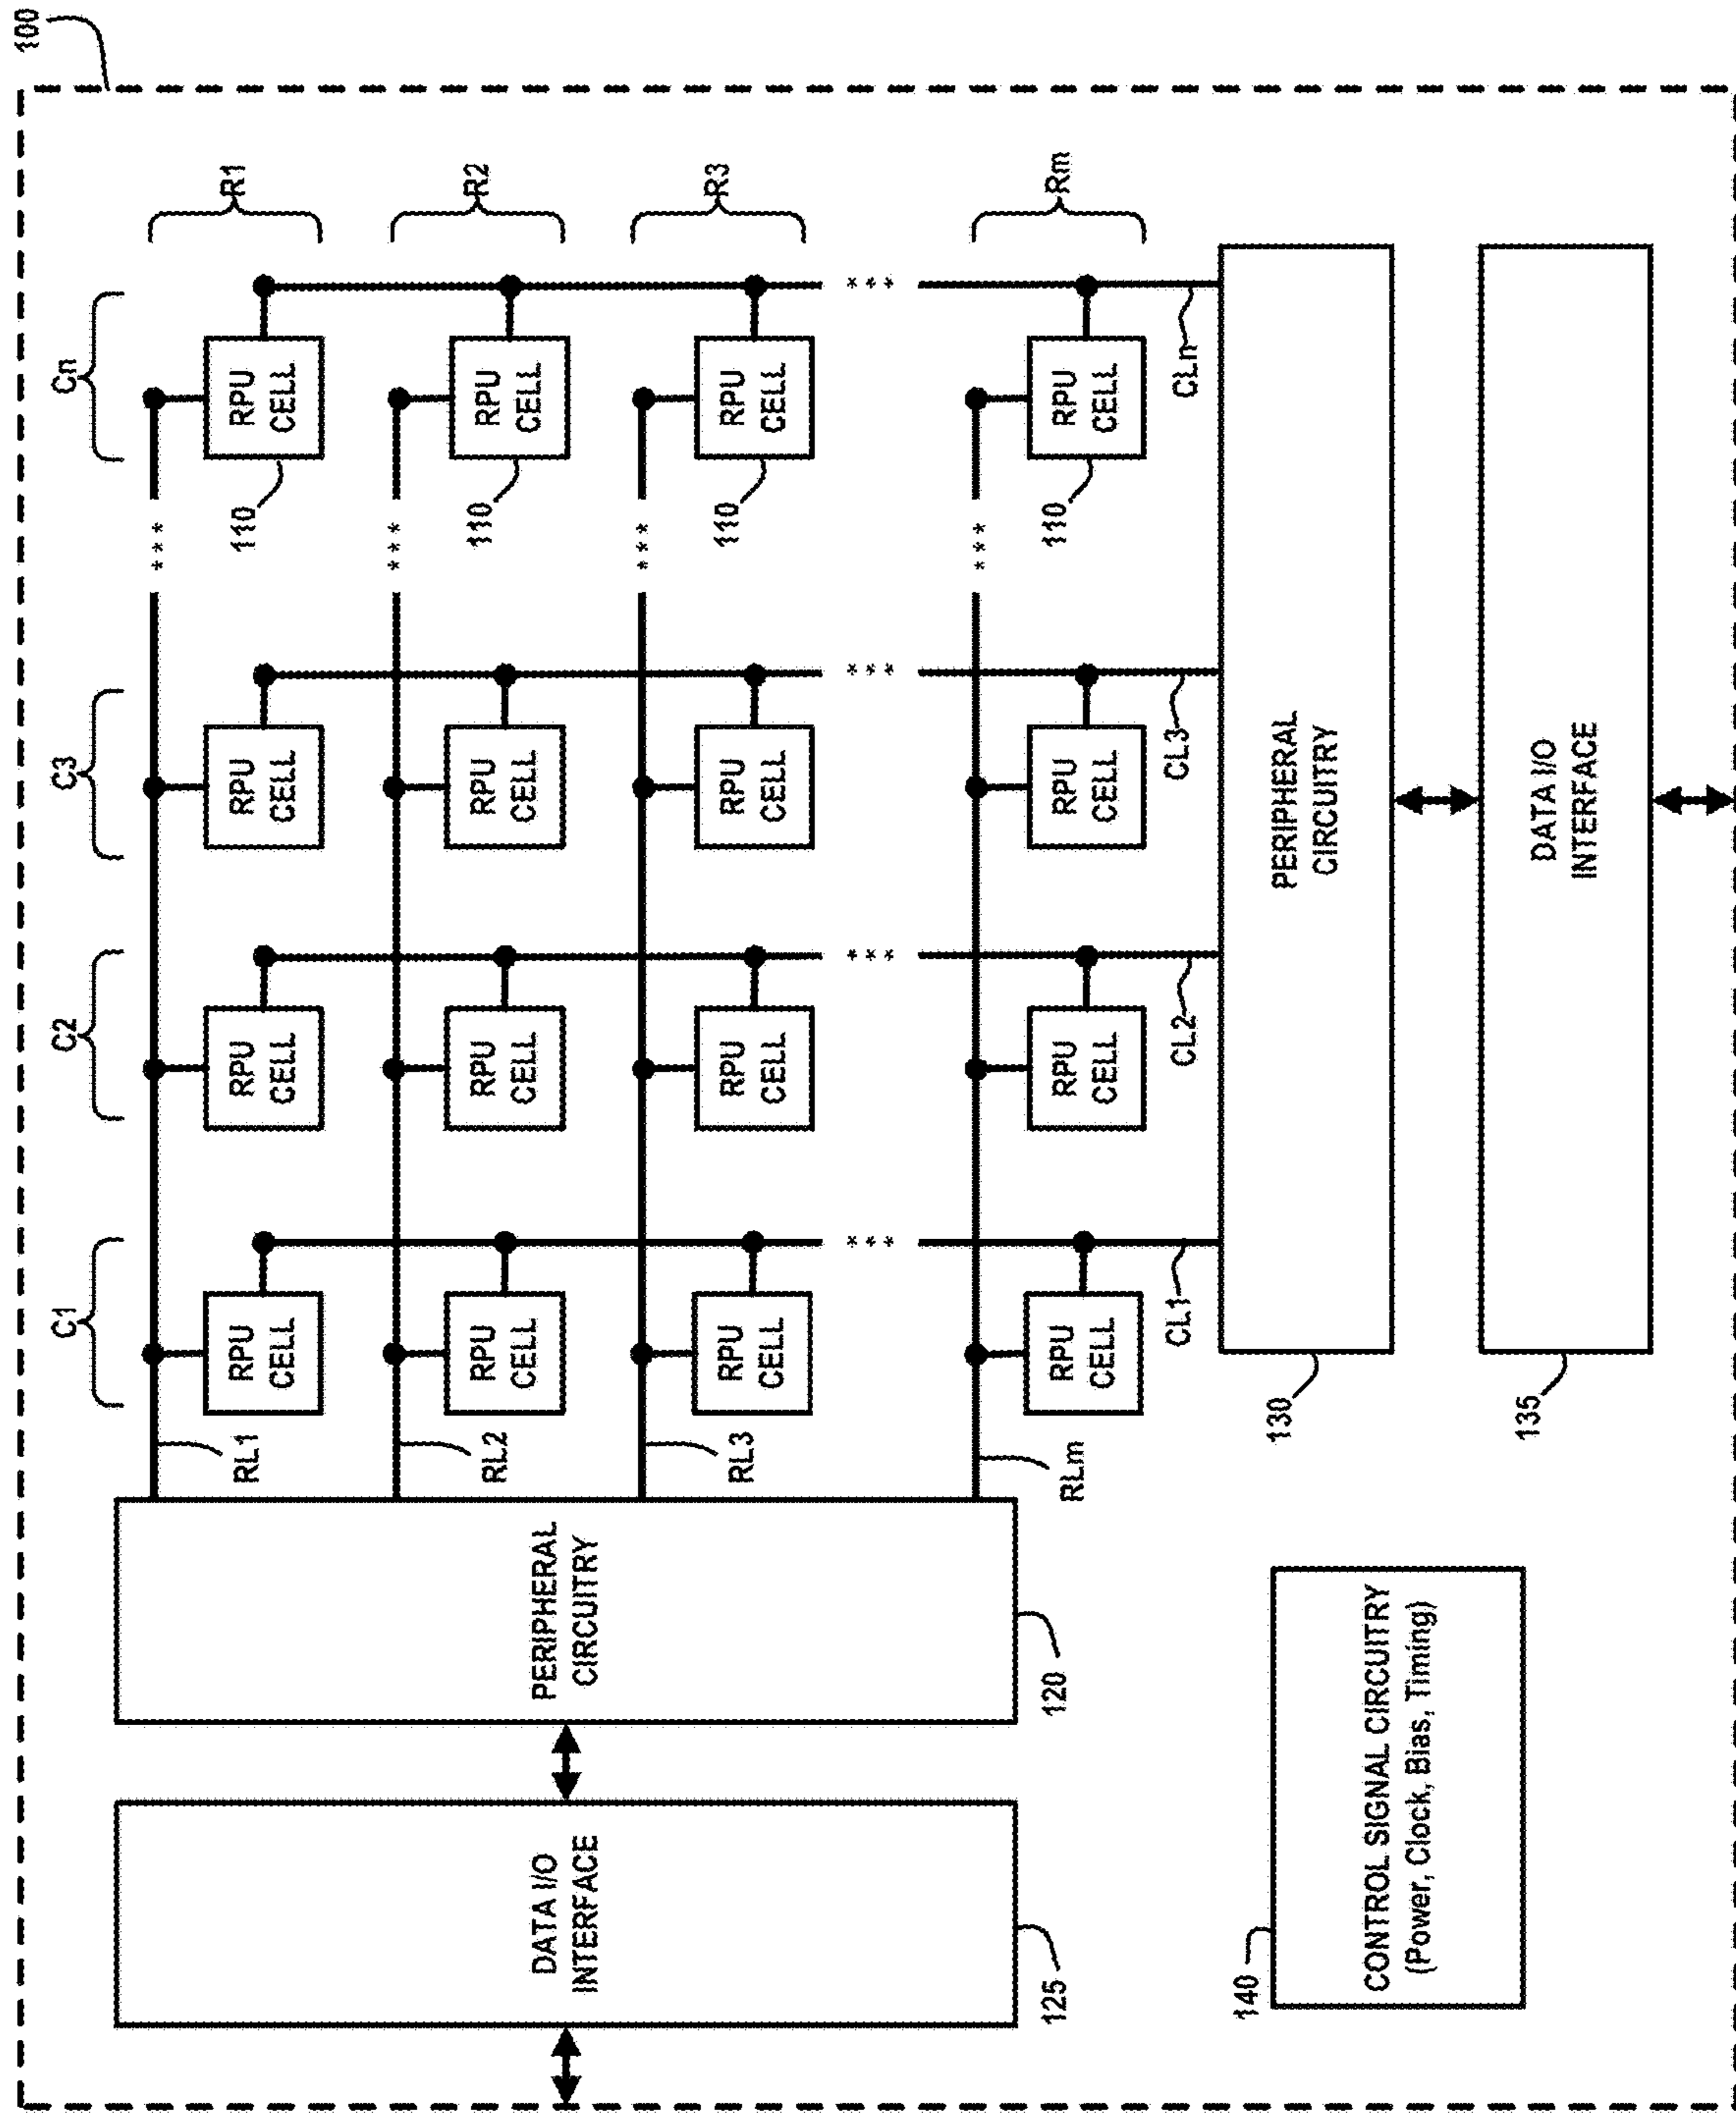 100
C1 C2 C3 Cn
***
RL1
RPU CELL
RPU CELL
RPU CELL
110
RPU CELL
R1
***
RL2
RPU CELL
RPU CELL
RPU CELL
110
RPU CELL
R2
DATA I/O
INTERFACE
PERIPHERAL
CIRCUITRY
***
RL3
RPU CELL
RPU CELL
RPU CELL
110
RPU CELL
R3
*** *** *** ***
***
125
120
RLm
RPU CELL
RPU CELL
RPU CELL
110
RPU CELL
Rm
CL1 CL2 CL3 CLn
140
130
PERIPHERAL
CIRCUITRY
CONTROL SIGNAL CIRCUITRY
(Power, Clock, Bias, Timing)
135
DATA I/O
INTERFACE